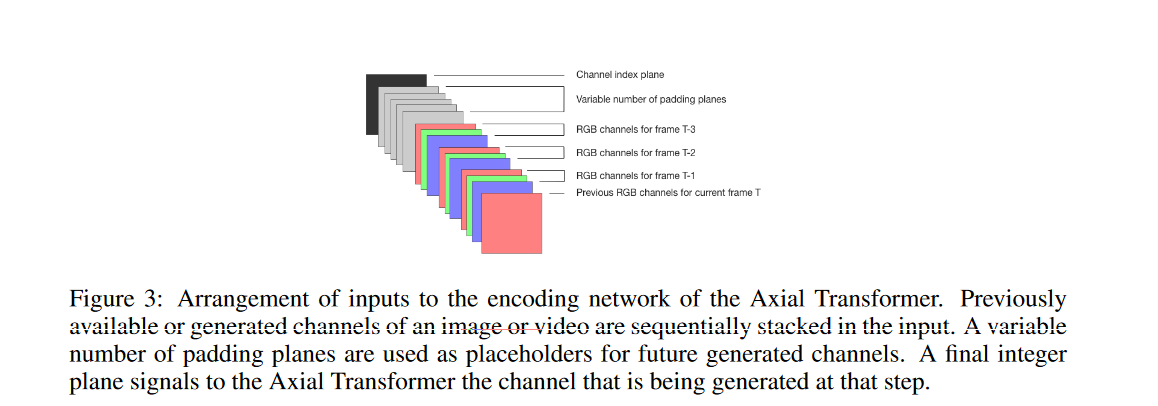 Channel index plane
Variable number of padding planes
RGB channels for frame T-3
RGB channels for frame T-2
RGB channels for frame T-1
Previous RGB channels for current frame T
Figure 3: Arrangement of inputs to the encoding network of the Axial Transformer. Previously
available or generated channels of an image or video are sequentially stacked in the input. A variable
number of padding planes are used as placeholders for future generated channels. A final integer
plane signals to the Axial Transformer the channel that is being generated at that step.